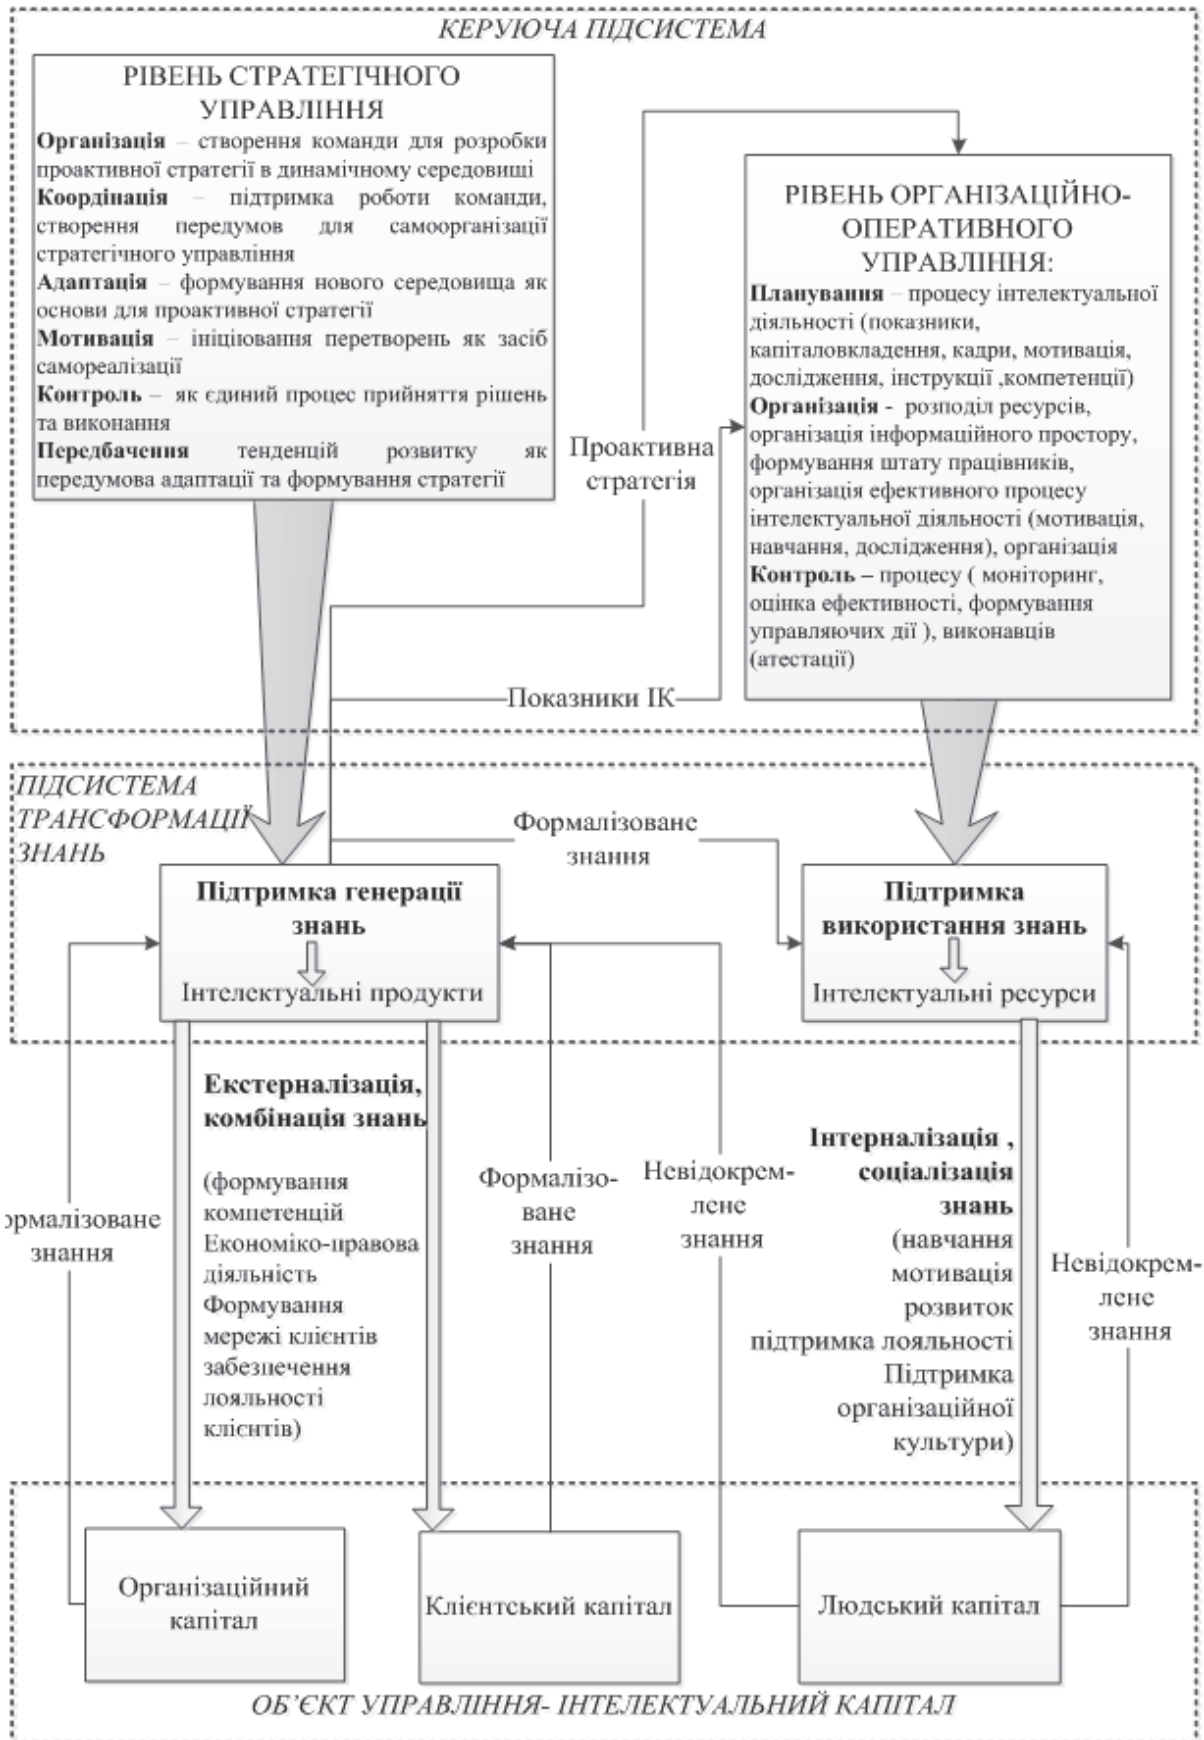 КЕРУЮЧА ПІДСИСТЕМА
РІВЕНЬ СТРАТЕГІЧНОГО
УПРАВЛІННЯ
Організація – створення команди для розробки
проактивної стратегії в динамічному середовищі
Координація – підтримка роботи команди,
створення передумов для самоорганізації
стратегічного управління
Адаптація – формування нового середовища як
основи для проактивної стратегії
Мотивація – ініціювання перетворень як засіб
самореалізації
Контроль – як єдиний процес прийняття рішень
та виконання
Передбачення тенденцій розвитку як
передумова адаптації та формування стратегії
Проактивна
стратегія
Показники ІК
РІВЕНЬ ОРГАНІЗАЦІЙНО-
ОПЕРАТИВНОГО
УПРАВЛІННЯ:
Планування – процесу інтелектуальної
діяльності (показники,
капіталовкладення, кадри, мотивація,
дослідження, інструкції ,компетенції)
Організація - розподіл ресурсів,
організація інформаційного простору,
формування штату працівників,
організація ефективного процесу
інтелектуальної діяльності (мотивація,
навчання, дослідження), організація
Контроль – процесу ( моніторинг,
оцінка ефективності, формування
управляючих дії ), виконавців
(атестації)
ПІДСИСТЕМА
ТРАНСФОРМАЦІЇ
ЗНАНЬ
Формалізоване
знання
Підтримка генерації
знань
Інтелектуальні продукти
Підтримка
використання знань
Інтелектуальні ресурси
ормалізоване
знання
Екстерналізація,
комбінація знань
(формування
компетенцій
Економіко-правова
діяльність
Формування
мережі клієнтів
забезпечення
лояльності
клієнтів)
Формалізо-
ване
знання
Невідокрем-
лене
знання
Інтерналізація ,
соціалізація
знань
(навчання
мотивація
розвиток
підтримка лояльності
Підтримка
організаційної
культури)
Невідокрем-
лене
знання
Організаційний
капітал
Клієнтський капітал
Людський капітал
ОБ’ЄКТ УПРАВЛІННЯ- ІНТЕЛЕКТУАЛЬНИЙ КАПІТАЛ